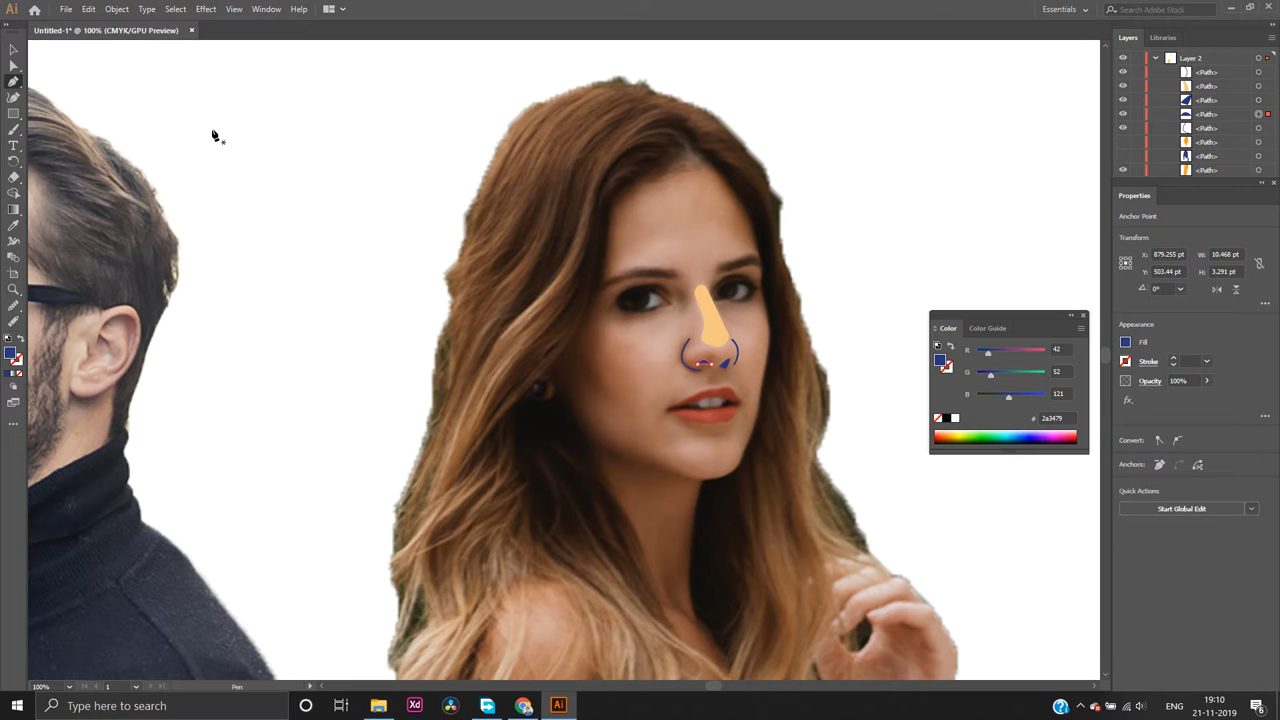 Ai File Edit Object Type Select Effect View Window Help Essentials Search Adobe Stock
Untitled-1* @ 100% (CMYK/GPU Preview)
Layers Libraries
Layer 2
<Path>
<Path>
<Path>
<Path>
<Path>
<Path>
<Path>
<Path>
Properties
Anchor Point
Transform
X: 879.255 pt W: 10.468 pt
Y: 503.44 pt H: 3.291 pt
0°
Appearance
Fill
Stroke
Opacity 100%
fx.
Convert:
Anchors:
Quick Actions
Start Global Edit
Color Color Guide
R 42
G 52
B 121
# 2a3479
100% 1 Pen
Type here to search Xd Ai ENG 19:10
21-11-2019